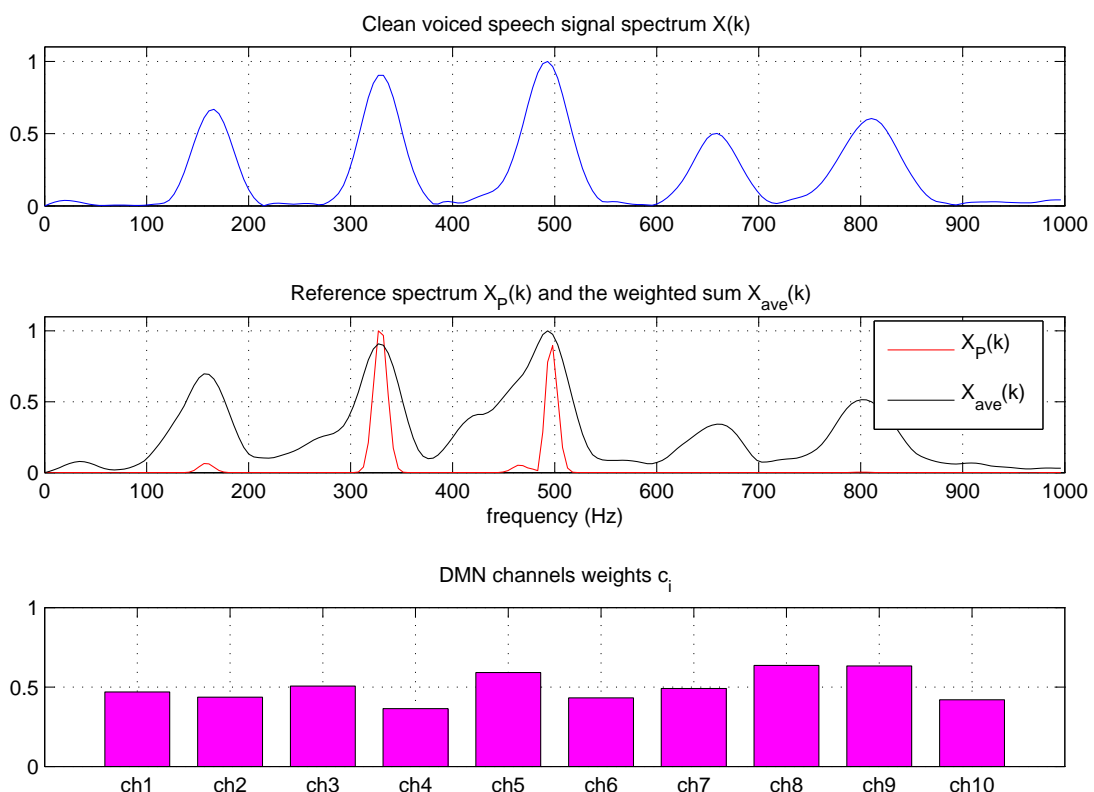 Clean voiced speech signal spectrum X(k)
1
0.5
0
0 100 200 300 400 500 600 700 800 900 1000
Reference spectrum X_P(k) and the weighted sum X_ave(k)
1
0.5
0
X_P(k)
X_ave(k)
0 100 200 300 400 500 600 700 800 900 1000
frequency (Hz)
DMN channels weights c_i
1
0.5
0
ch1 ch2 ch3 ch4 ch5 ch6 ch7 ch8 ch9 ch10